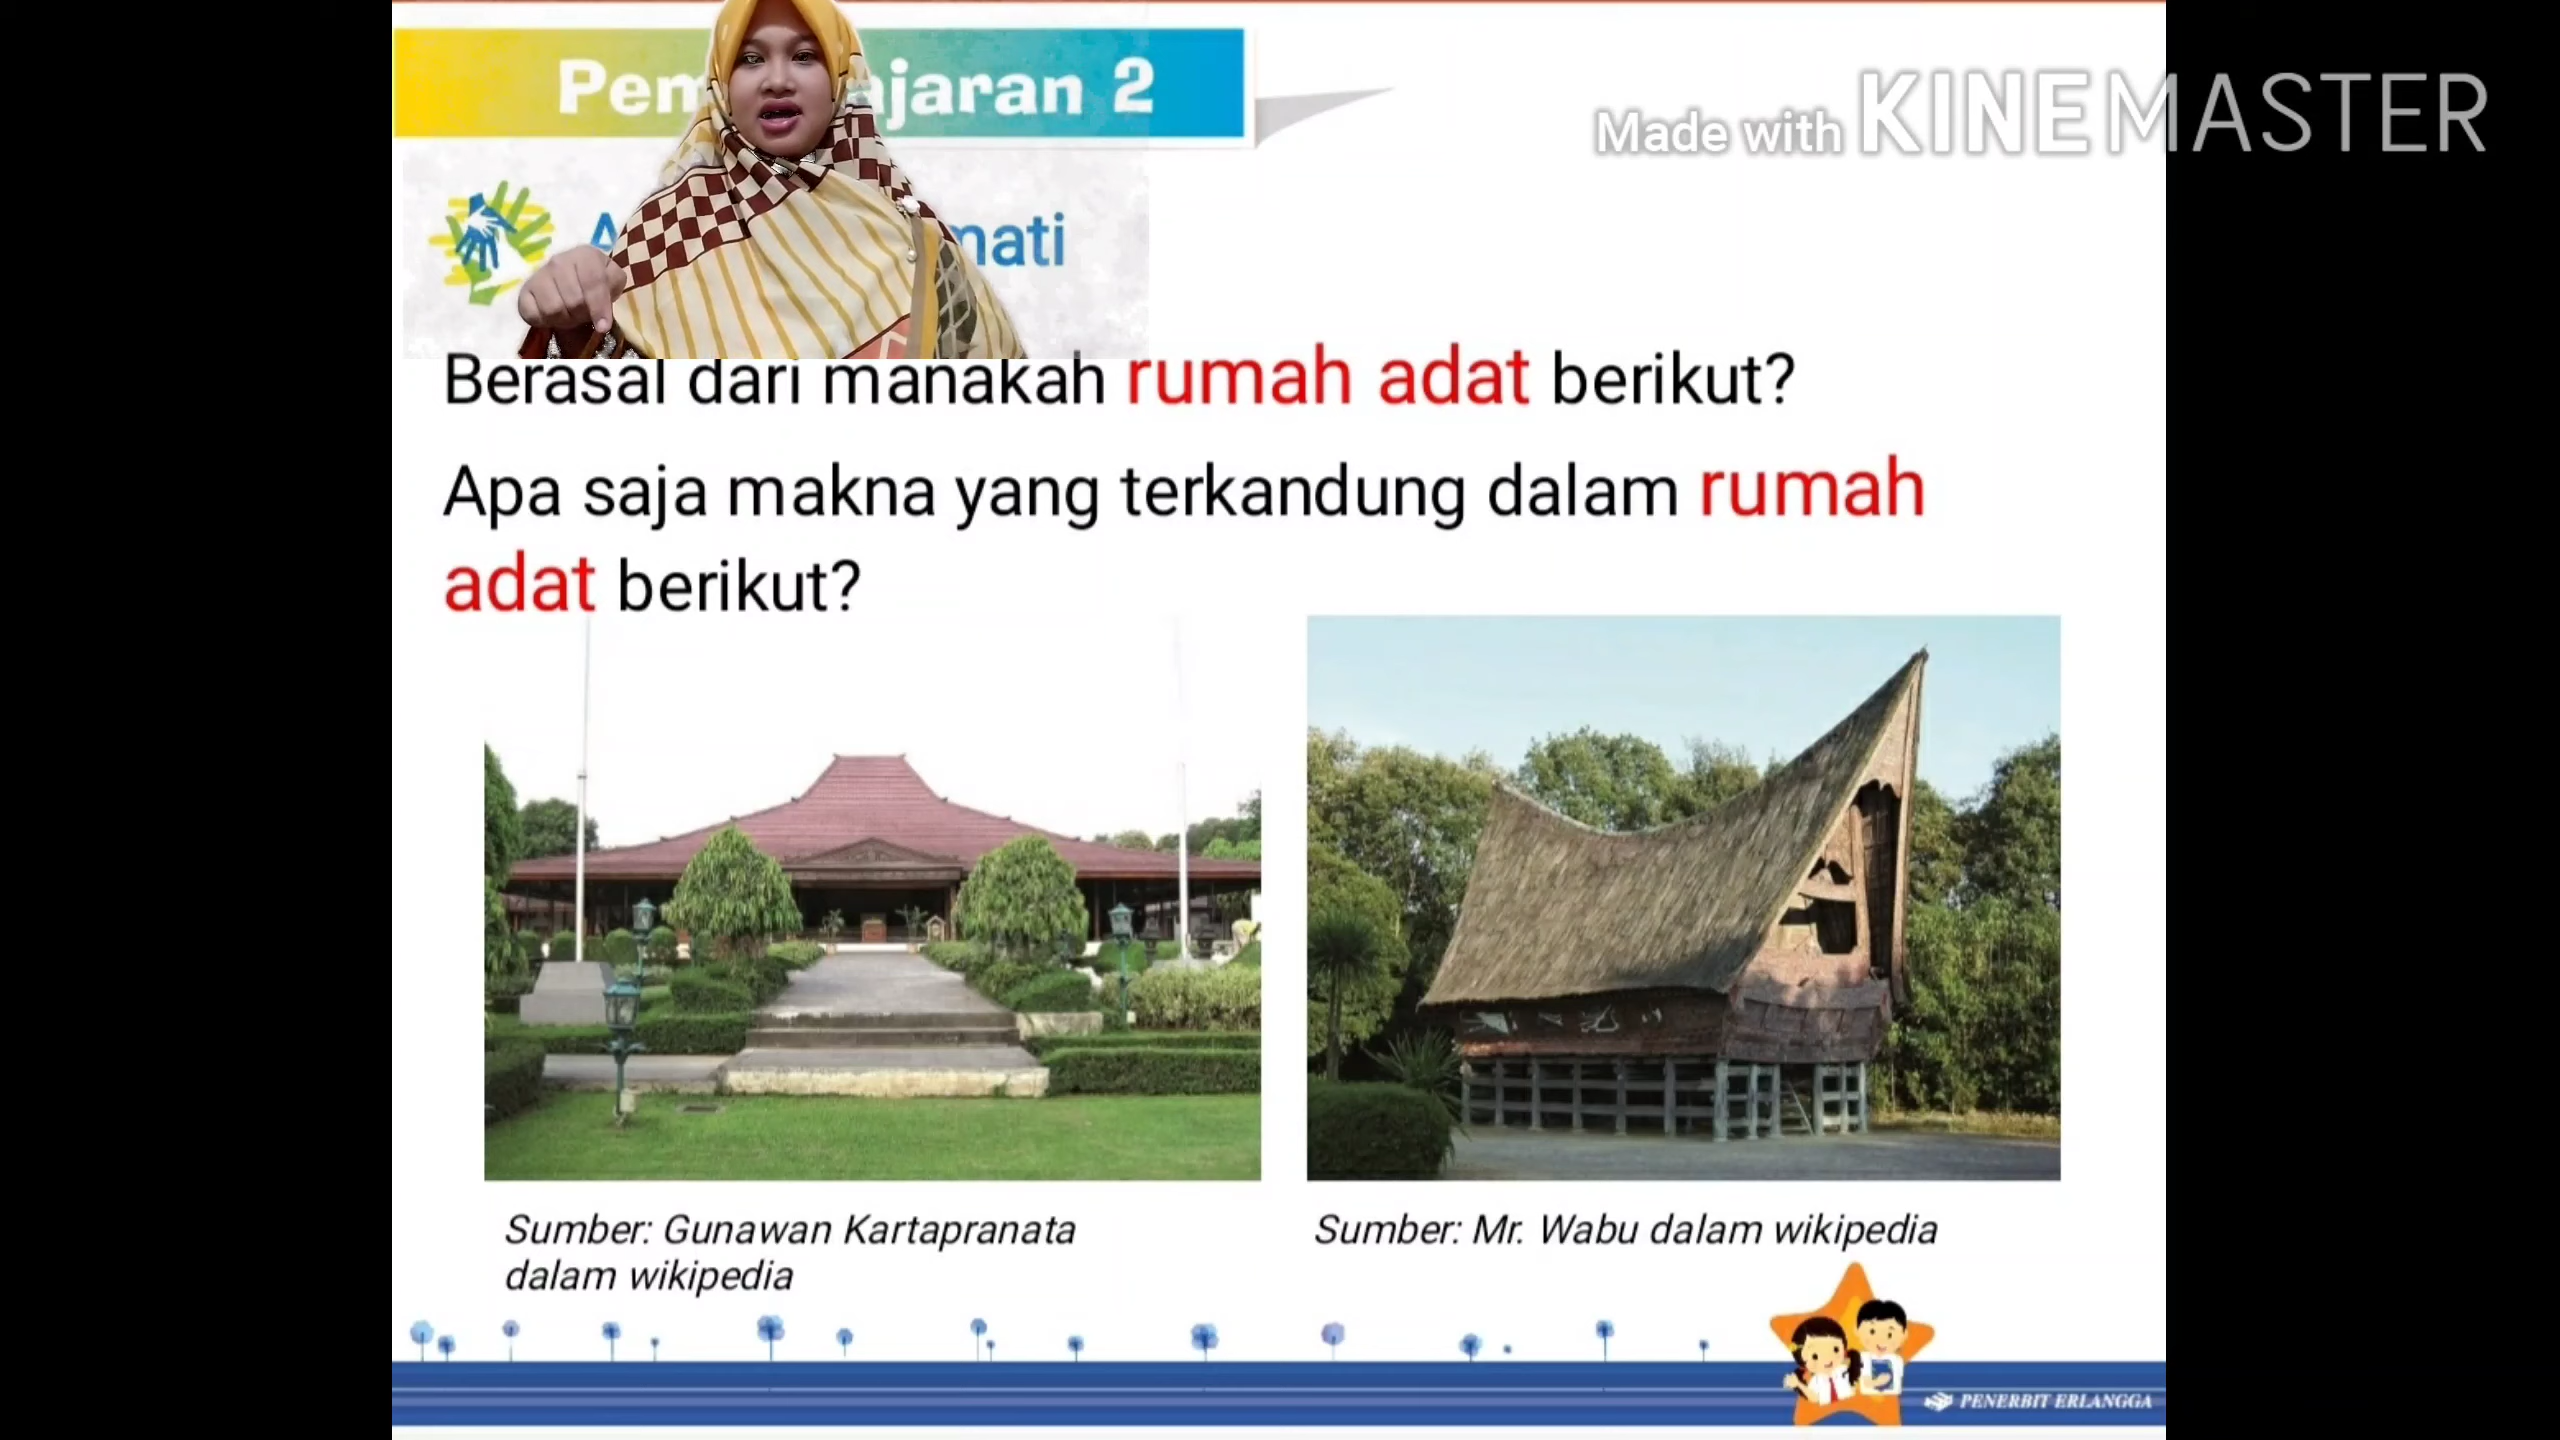 2
Made with KINEMASTER
Berasal dari manakah rumah adat berikut?
Apa saja makna yang terkandung dalam rumah
adat berikut?
Sumber: Gunawan Kartapranata
dalam wikipedia
Sumber: Mr. Wabu dalam wikipedia
PENERBIT ERLANGGA